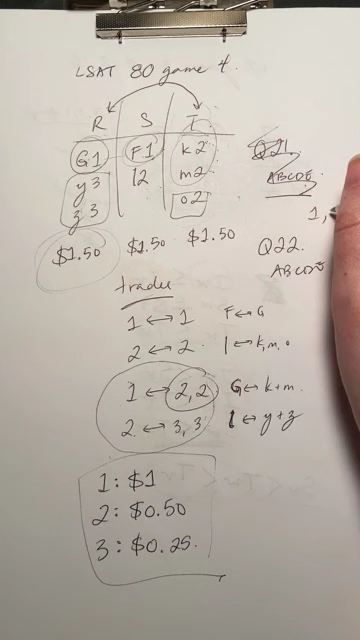 LSAT 80 game 4.
R S T
G1 F1 k2
y3 l2 m2
z3 o2
$1.50 $1.50 $1.50
Q21.
ABCDE
1,
Q22.
ABCDE
trades
1 ↔ 1 F↔G
2 ↔ 2. l↔k,m,o
1 ↔ 2,2 G↔k+m.
2 ↔ 3,3 l↔y+z
1: $1
2: $0.50
3: $0.25.